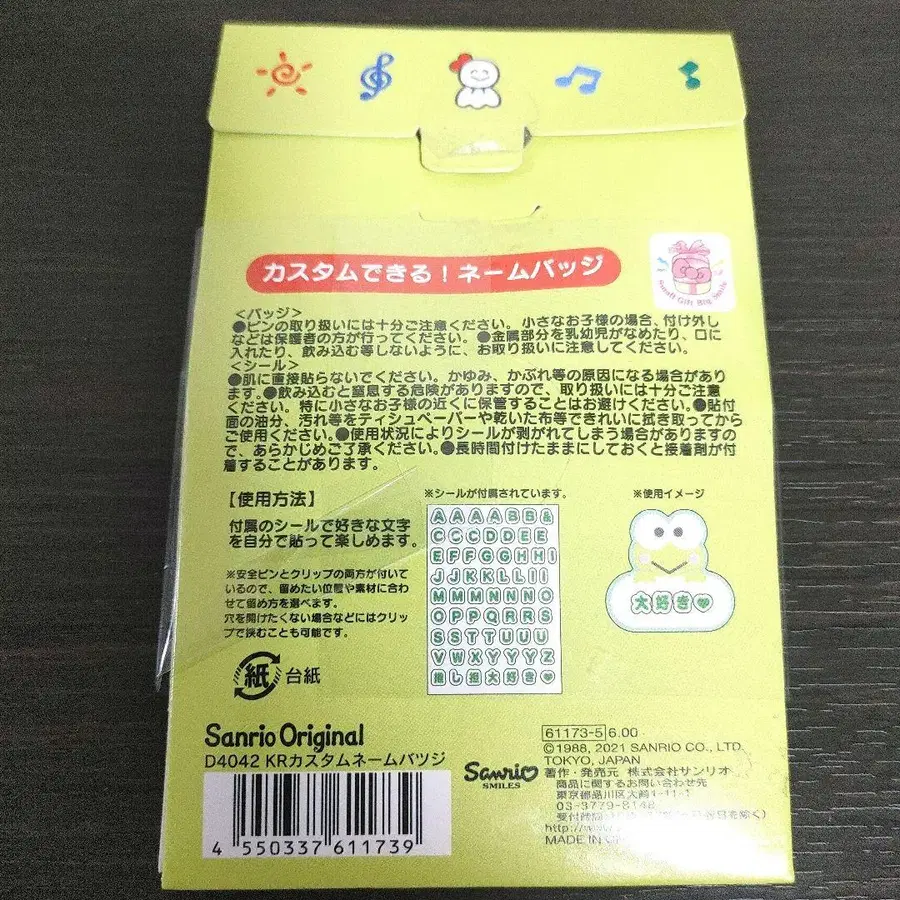 カスタムできる!ネームバッジ
Small Gift Big Smile
<バッジ>
●ピンの取り扱いには十分ご注意ください。小さなお子様の場合、付け外し
などは保護者の方が行ってください。●金属部分を乳幼児がなめたり、口に
入れたり、飲み込む等しないように、お取り扱いに注意してください。
<シール>
●肌に直接貼らないでください。かゆみ、かぶれ等の原因になる場合があり
ます。●飲み込むと窒息する危険がありますので、取り扱いには十分ご注意
ください。特に小さなお子様の近くに保管することはお避けください。●貼付
面の油分、汚れ等をティシュペーパーや乾いた布等できれいに拭き取ってから
ご使用ください。●使用状況によりシールが剥がれてしまう場合がありますの
で、あらかじめご了承ください。●長時間付けたままにしておくと接着剤が付
着することがあります。
【使用方法】
付属のシールで好きな文字
を自分で貼って楽しめます。
※安全ピンとクリップの両方が付いて
いるので、留めたい位置や素材に合わ
せて留め方を選べます。
穴を開けたくない場合などにはクリッ
プで挟むことも可能です。
紙 台紙
※シールが付属されています。
AAAABB&
CCCDDEE
EFFGGHHI
JJKKLLII
MMMNNNO
OPPQRRS
SSTTUUU
VWXYYYZ
推し担大好き♥
※使用イメージ
大好き♥
Sanrio Original
D4042 KRカスタムネームバツジ
4 550337 611739
Sanrio
SMILES
61173-5 6.00
©1988, 2021 SANRIO CO., LTD.
TOKYO, JAPAN
著作・発売元 株式会社サンリオ
商品に関するお問い合わせ先
東京都品川区大崎1-11-1
03-3779-8148
受付時間
http://www
MADE IN